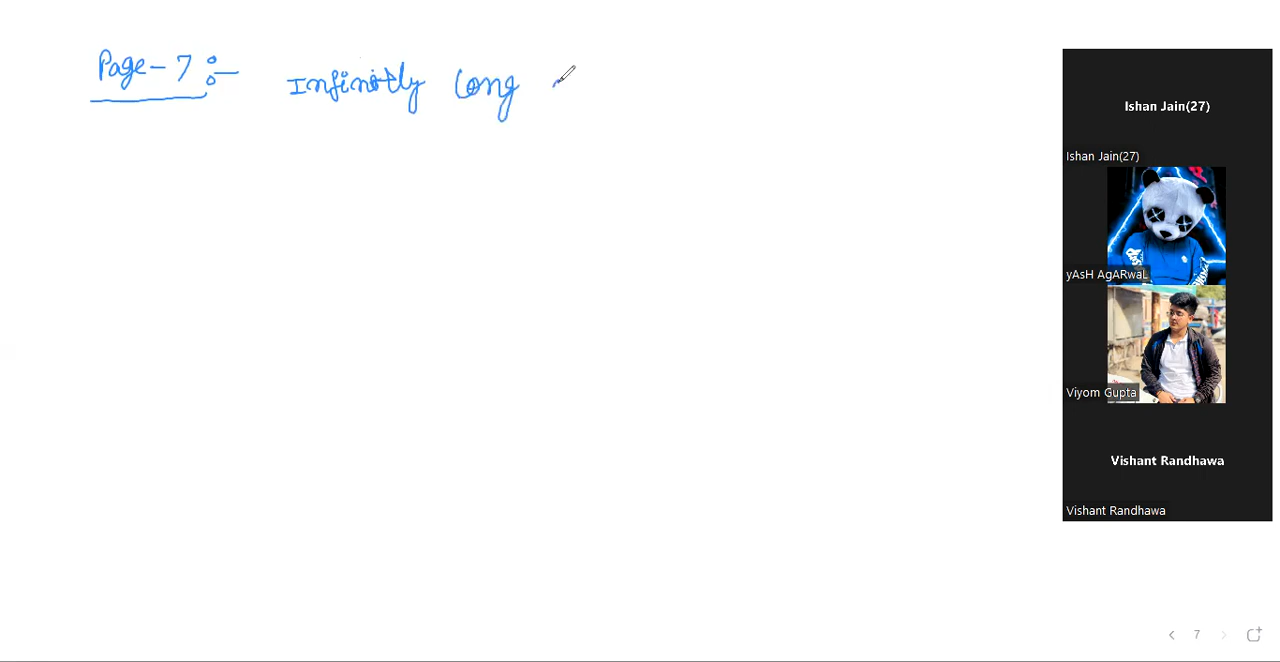 Page - 7 :- Infinitly long
Ishan Jain(27)
Ishan Jain(27)
yAsH AgARwaL
Viyom Gupta
Vishant Randhawa
Vishant Randhawa
< 7 >